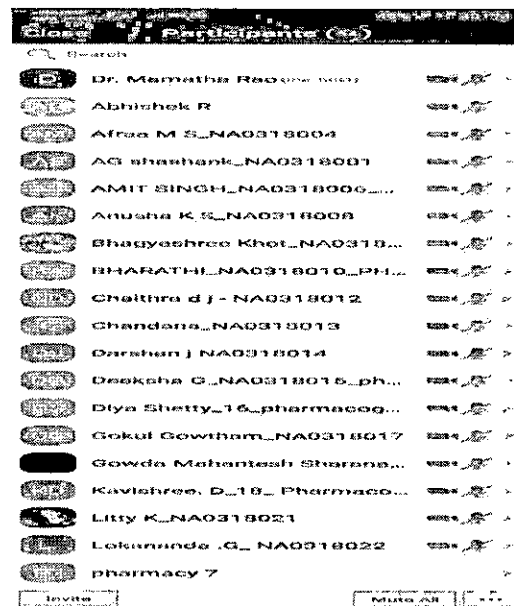 Close Participants
Search
Dr. Mamatha Rao
Abhishek R
Afraa M S_NA0318004
AG shashank_NA0318001
AMIT SINGH_NA0318006_...
Anusha K S_NA0318008
Bhagyashree Khot_NA0318...
BHARATHI_NA0318010_PH...
Chaithra d j - NA0318012
Chandana_NA0318013
Darshan j NA0318014
Deeksha G_NA0318015_ph...
Diya Shetty_16_pharmacog...
Gokul Gowtham_NA0318017
Gowda Mahantesh Sharana...
Kavishree. D_18_ Pharmaco...
Litty K_NA0318021
Lokananda .G_ NA0318022
pharmacy 7
Invite Mute All ...